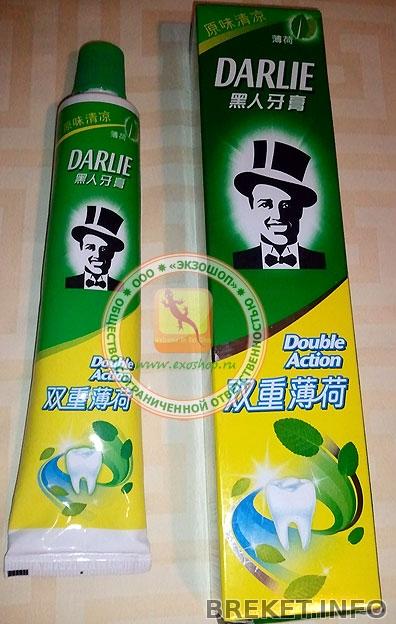 原味清凉
薄荷
DARLIE
黑人牙膏
Double
Action
双重薄荷
原味清凉
薄荷
DARLIE
黑人牙膏
Double
Action
双重薄荷
ООО «ЭКЗОШОП»
ОБЩЕСТВО С ОГРАНИЧЕННОЙ ОТВЕТСТВЕННОСТЬЮ
www.exoshop.ru
BREKET.INFO